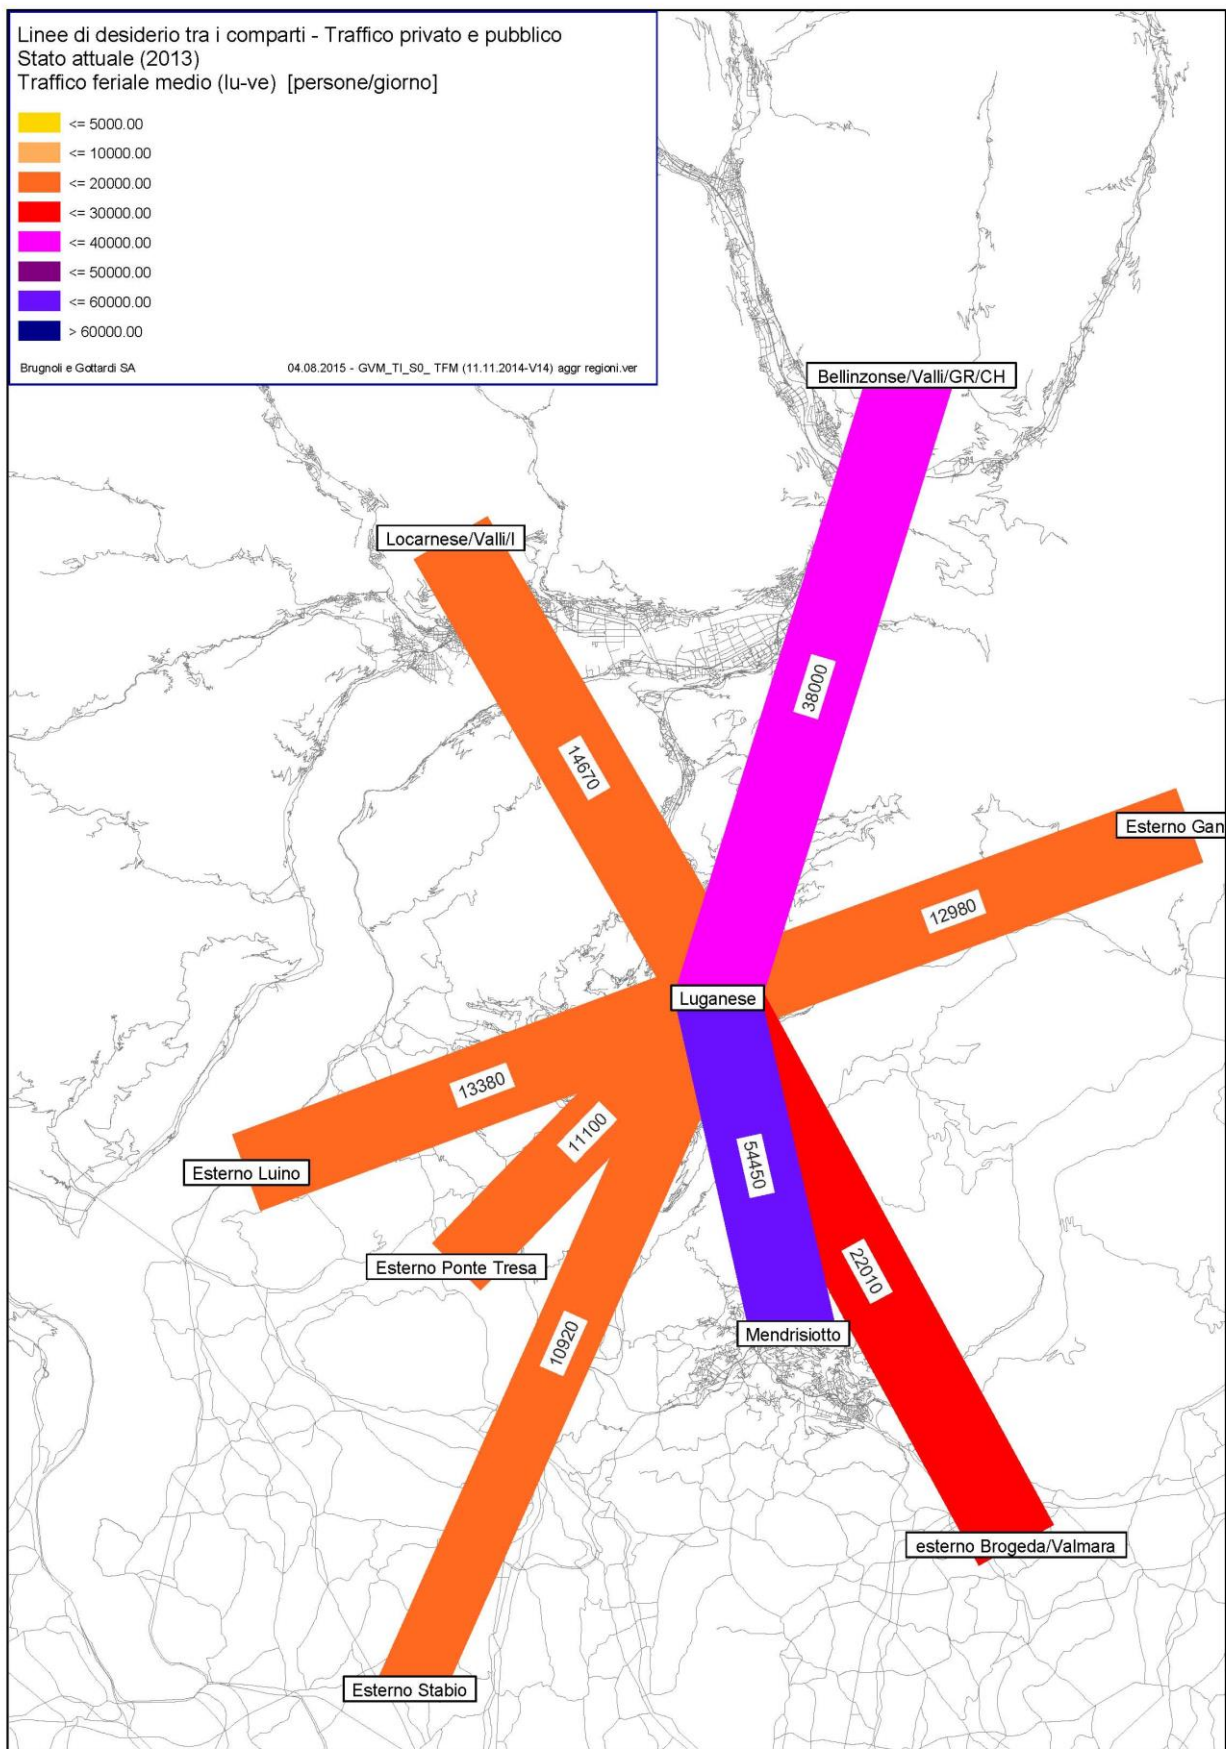 Linee di desiderio tra i comparti - Traffico privato e pubblico
Stato attuale (2013)
Traffico feriale medio (lu-ve) [persone/giorno]
<= 5000.00
<= 10000.00
<= 20000.00
<= 30000.00
<= 40000.00
<= 50000.00
<= 60000.00
> 60000.00
Brugnoli e Gottardi SA 04.08.2015 - GVM_TI_S0_ TFM (11.11.2014-V14) aggr regioni.ver
Bellinzonse/Valli/GR/CH
Locarnese/Valli/I
38000
14670
Esterno Gan
12980
Luganese
13380
11100
54450
Esterno Luino
22010
Esterno Ponte Tresa
10920
Mendrisiotto
esterno Brogeda/Valmara
Esterno Stabio